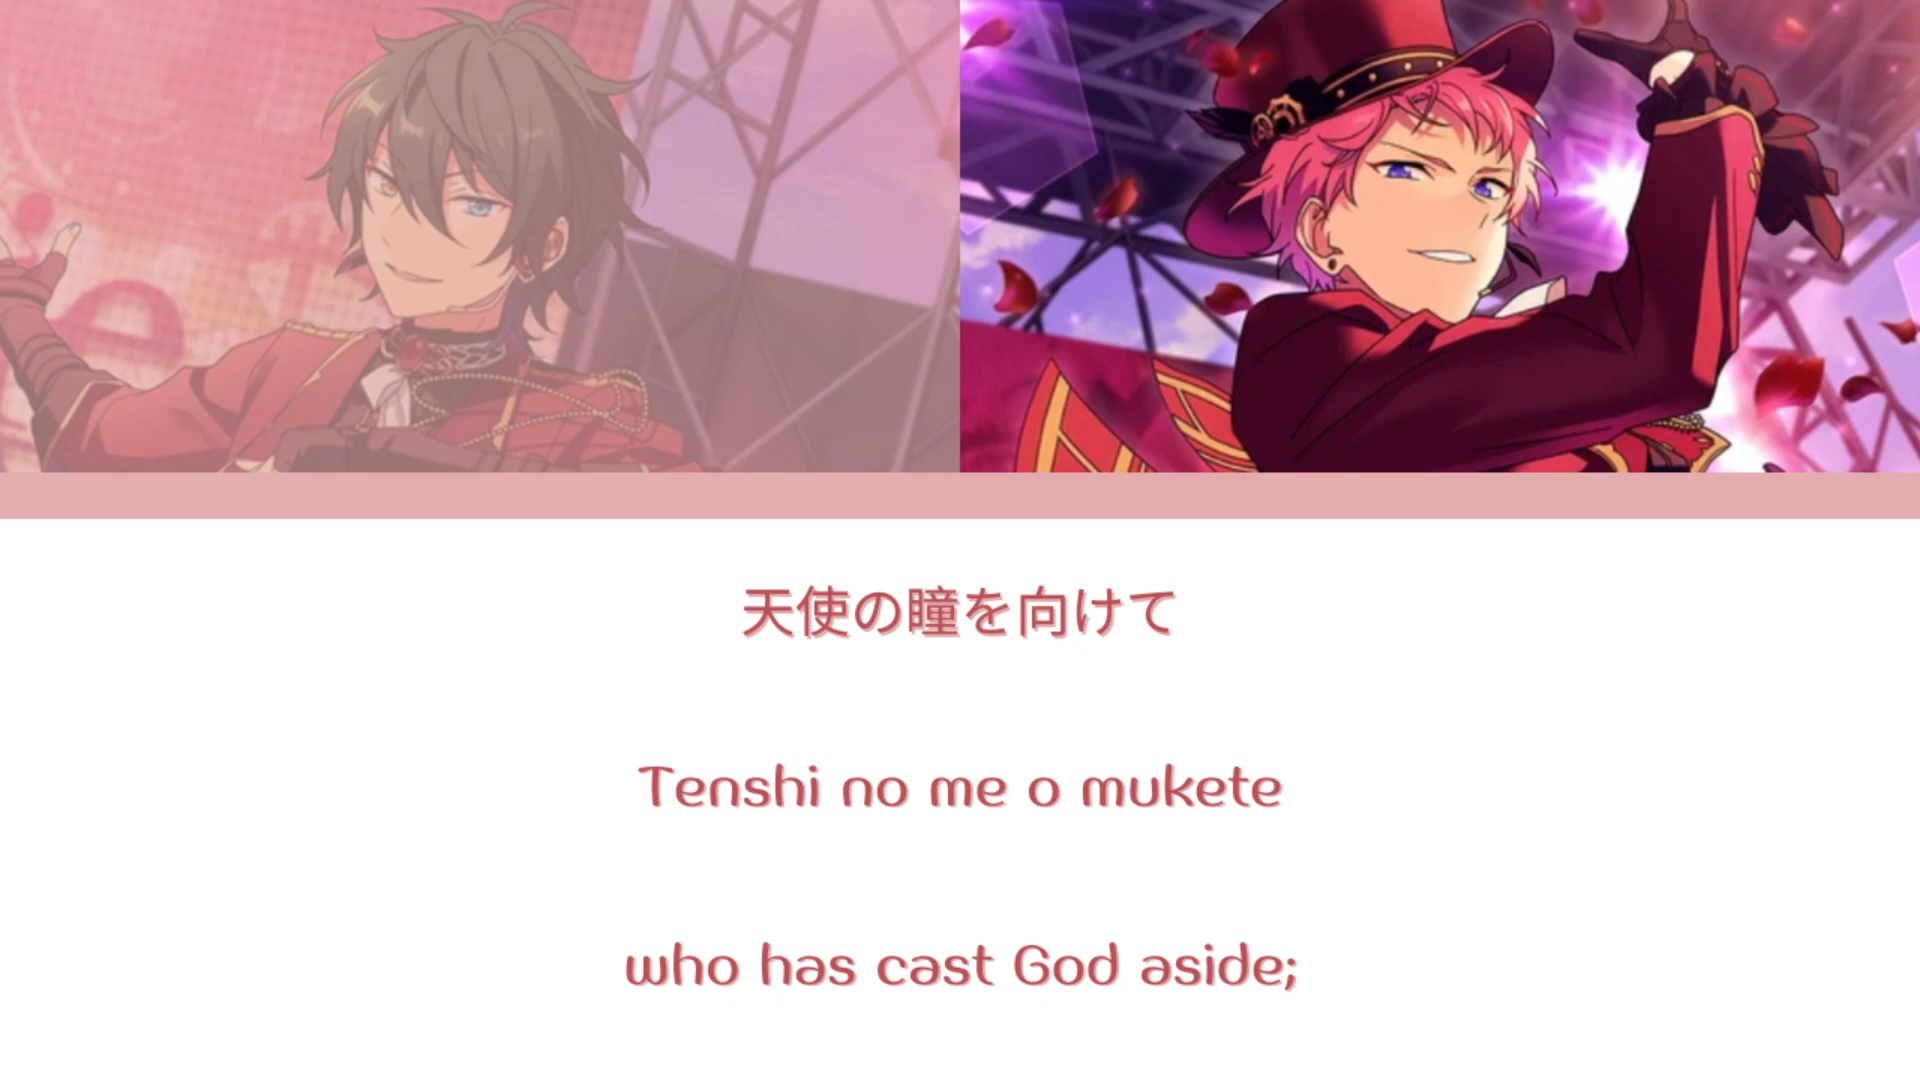 天使の瞳を向けて
Tenshi no me o mukete
who has cast God aside;